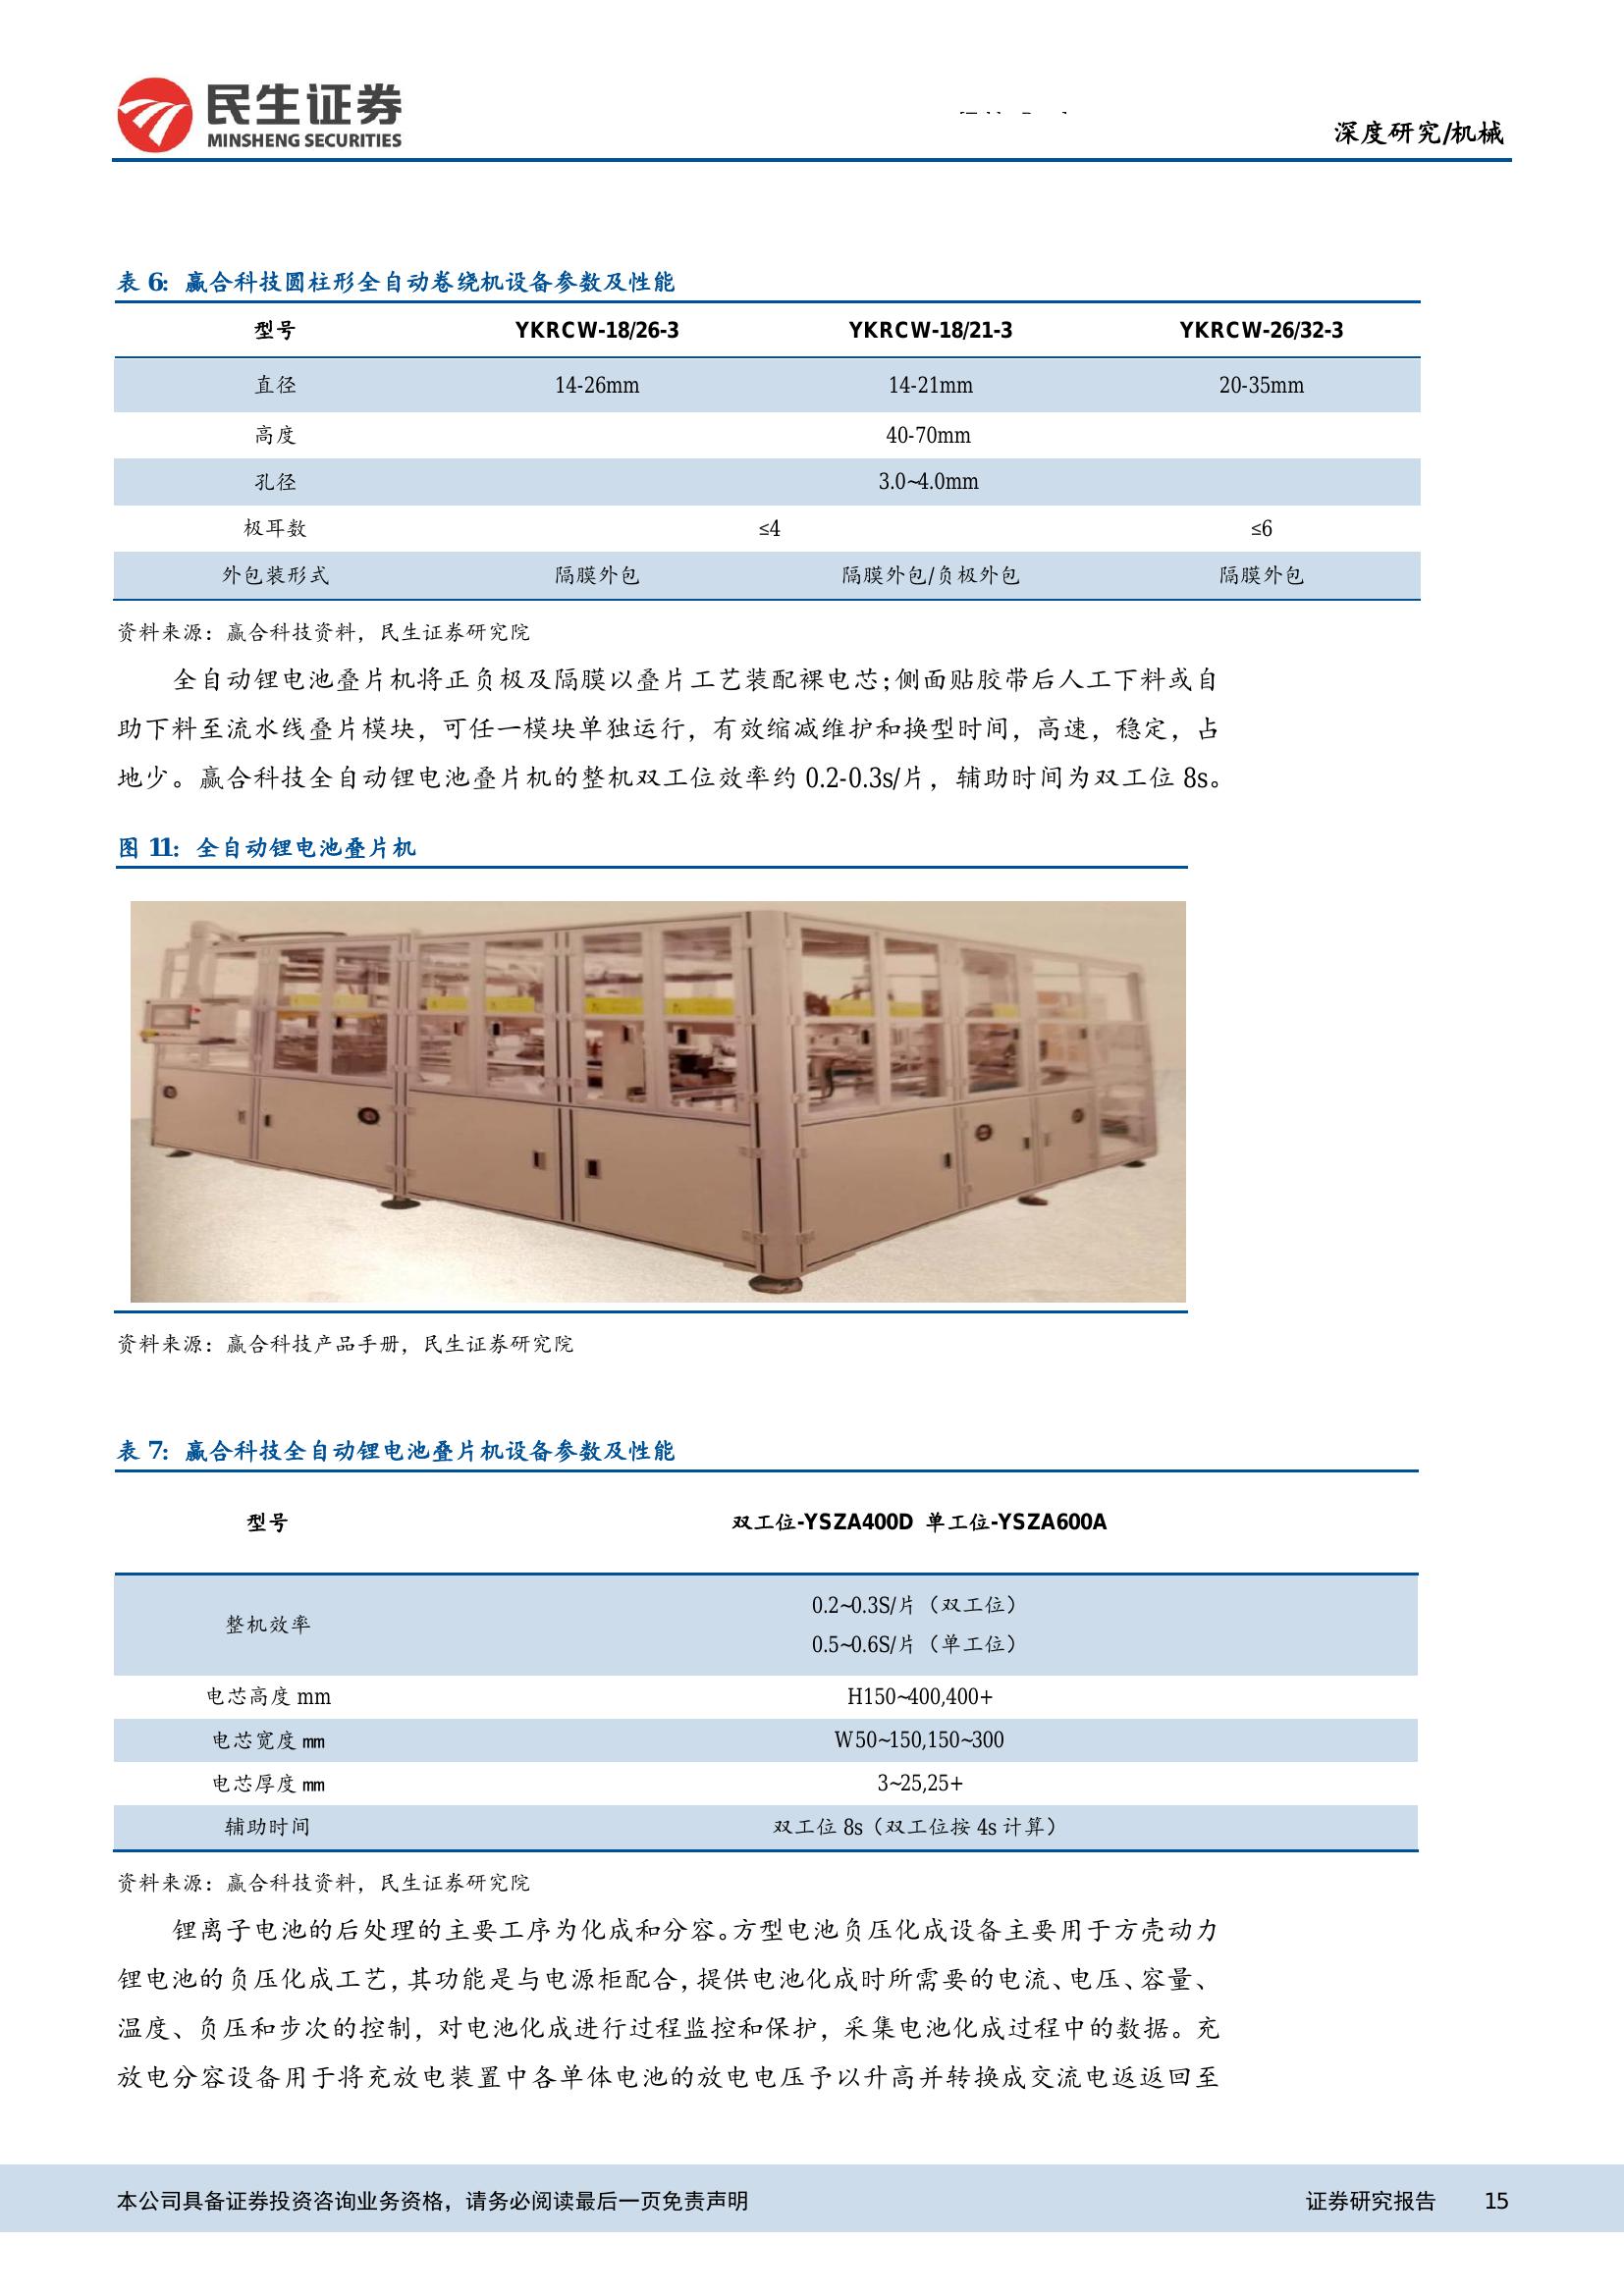 民生证券
MINSHENG SECURITIES
深度研究/机械
表 6：赢合科技圆柱形全自动卷绕机设备参数及性能
型号 YKRCW-18/26-3 YKRCW-18/21-3 YKRCW-26/32-3
直径 14-26mm 14-21mm 20-35mm
高度 40-70mm
孔径 3.0~4.0mm
极耳数 ≤4 ≤6
外包装形式 隔膜外包 隔膜外包/负极外包 隔膜外包
资料来源：赢合科技资料，民生证券研究院
全自动锂电池叠片机将正负极及隔膜以叠片工艺装配裸电芯；侧面贴胶带后人工下料或自
助下料至流水线叠片模块，可任一模块单独运行，有效缩减维护和换型时间，高速，稳定，占
地少。赢合科技全自动锂电池叠片机的整机双工位效率约 0.2-0.3s/片，辅助时间为双工位 8s。
图 11：全自动锂电池叠片机
资料来源：赢合科技产品手册，民生证券研究院
表 7：赢合科技全自动锂电池叠片机设备参数及性能
型号 双工位-YSZA400D 单工位-YSZA600A
整机效率 0.2~0.3S/片（双工位）
0.5~0.6S/片（单工位）
电芯高度 mm H150~400,400+
电芯宽度 mm W50~150,150~300
电芯厚度 mm 3~25,25+
辅助时间 双工位 8s（双工位按 4s 计算）
资料来源：赢合科技资料，民生证券研究院
锂离子电池的后处理的主要工序为化成和分容。方型电池负压化成设备主要用于方壳动力
锂电池的负压化成工艺，其功能是与电源柜配合，提供电池化成时所需要的电流、电压、容量、
温度、负压和步次的控制，对电池化成进行过程监控和保护，采集电池化成过程中的数据。充
放电分容设备用于将充放电装置中各单体电池的放电电压予以升高并转换成交流电返返回至
本公司具备证券投资咨询业务资格，请务必阅读最后一页免责声明 证券研究报告 15